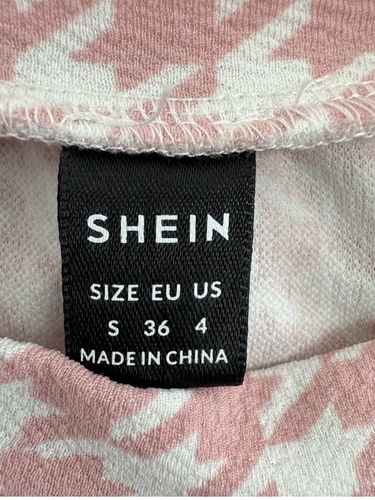 SHEIN
SIZE EU US
S 36 4
MADE IN CHINA